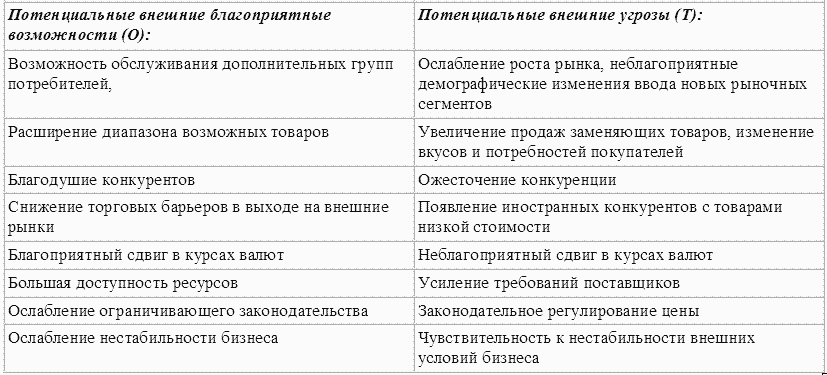 Потенциальные внешние благоприятные
возможности (О):
Потенциальные внешние угрозы (Т):
Возможность обслуживания дополнительных групп
потребителей,
Ослабление роста рынка, неблагоприятные
демографические изменения ввода новых рыночных
сегментов
Расширение диапазона возможных товаров
Увеличение продаж заменяющих товаров, изменение
вкусов и потребностей покупателей
Благодушие конкурентов
Ожесточение конкуренции
Снижение торговых барьеров в выходе на внешние
рынки
Появление иностранных конкурентов с товарами
низкой стоимости
Благоприятный сдвиг в курсах валют
Неблагоприятный сдвиг в курсах валют
Большая доступность ресурсов
Усиление требований поставщиков
Ослабление ограничивающего законодательства
Законодательное регулирование цены
Ослабление нестабильности бизнеса
Чувствительность к нестабильности внешних
условий бизнеса